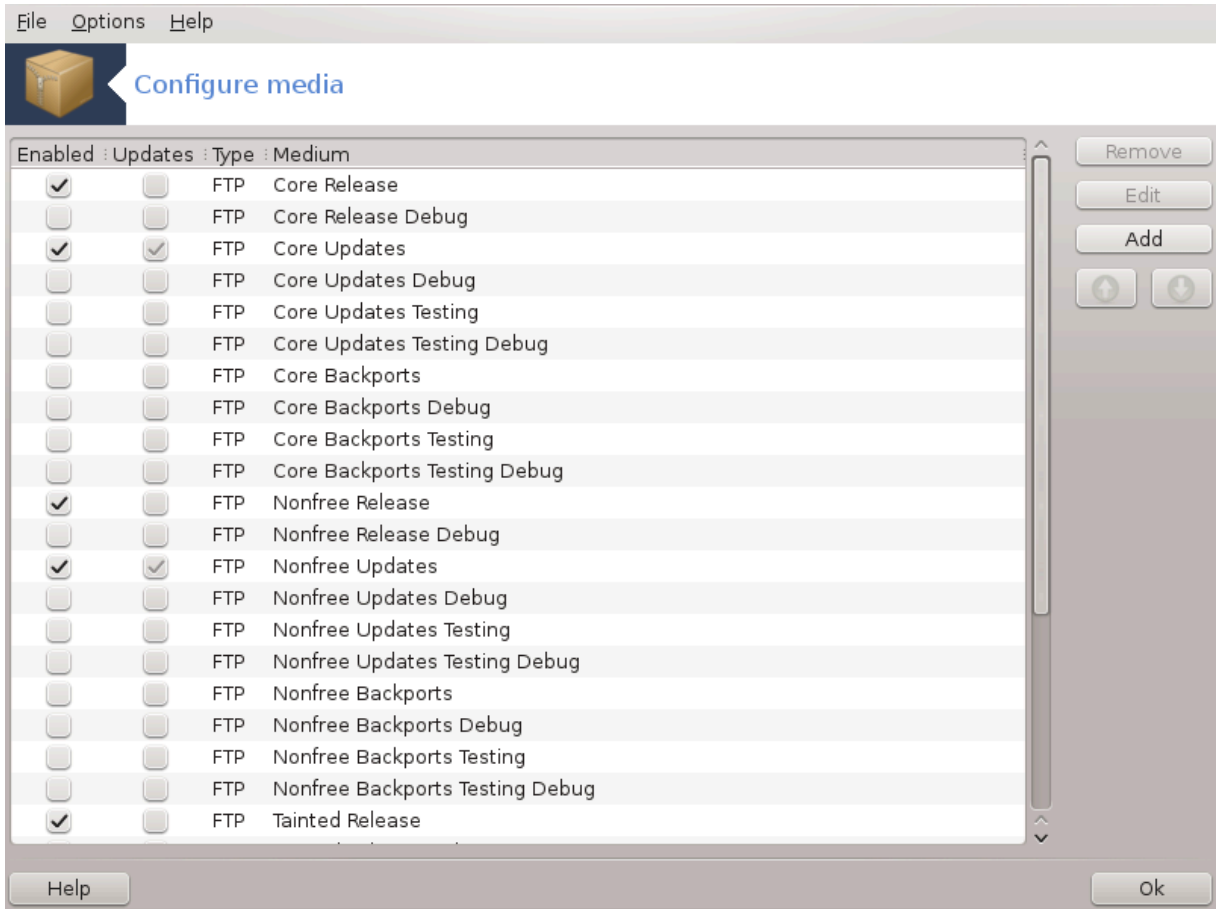 File Options Help
Configure media
Enabled Updates Type Medium
FTP Core Release
FTP Core Release Debug
FTP Core Updates
FTP Core Updates Debug
FTP Core Updates Testing
FTP Core Updates Testing Debug
FTP Core Backports
FTP Core Backports Debug
FTP Core Backports Testing
FTP Core Backports Testing Debug
FTP Nonfree Release
FTP Nonfree Release Debug
FTP Nonfree Updates
FTP Nonfree Updates Debug
FTP Nonfree Updates Testing
FTP Nonfree Updates Testing Debug
FTP Nonfree Backports
FTP Nonfree Backports Debug
FTP Nonfree Backports Testing
FTP Nonfree Backports Testing Debug
FTP Tainted Release
Remove
Edit
Add
Help
Ok